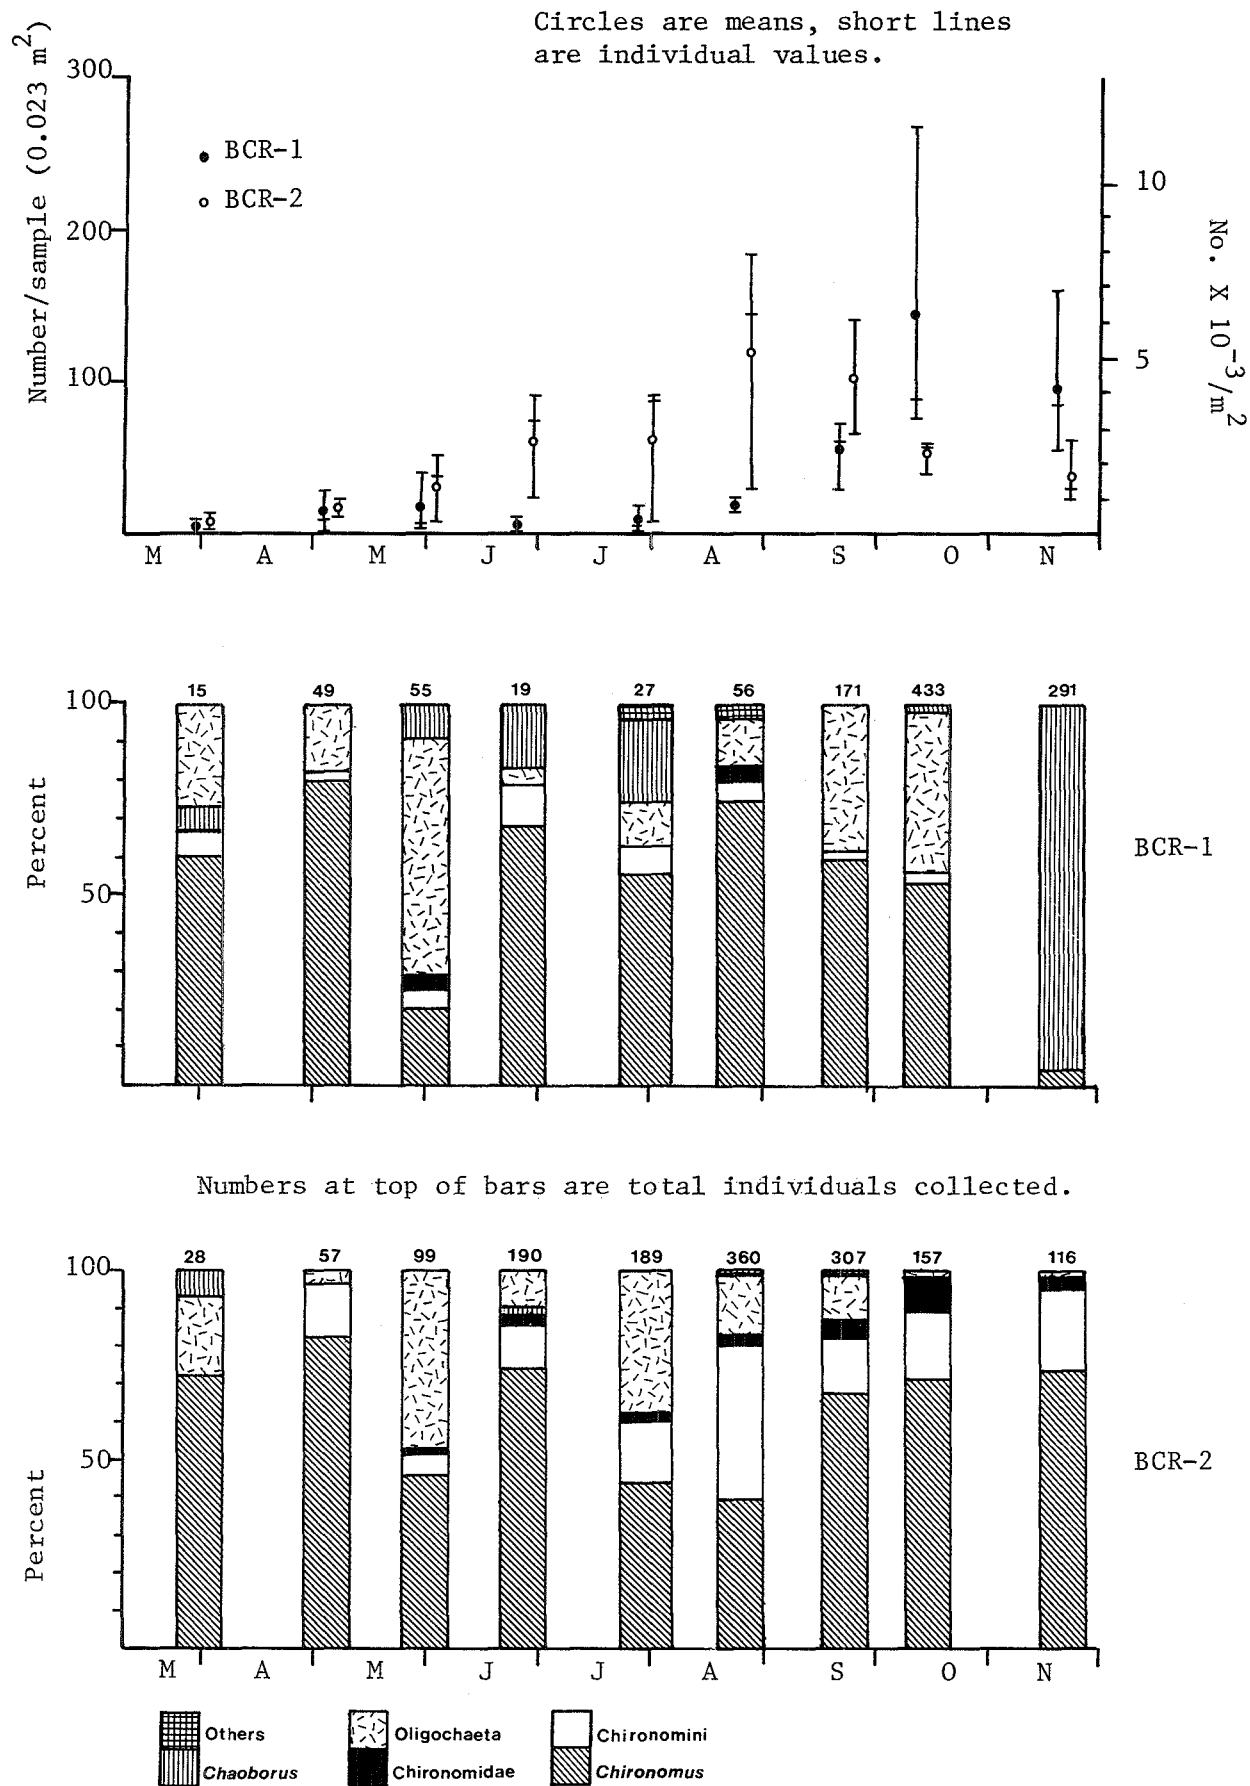 Circles are means, short lines
are individual values.
Number/sample (0.023 m²)
300
200
100
BCR-1
BCR-2
10
5
No. X 10⁻³/m²
M A M J J A S O N
15 49 55 19 27 56 171 433 291
100
50
Percent
BCR-1
Numbers at top of bars are total individuals collected.
28 57 99 190 189 360 307 157 116
100
50
Percent
BCR-2
M A M J J A S O N
Others Oligochaeta Chironomini
Chaoborus Chironomidae Chironomus